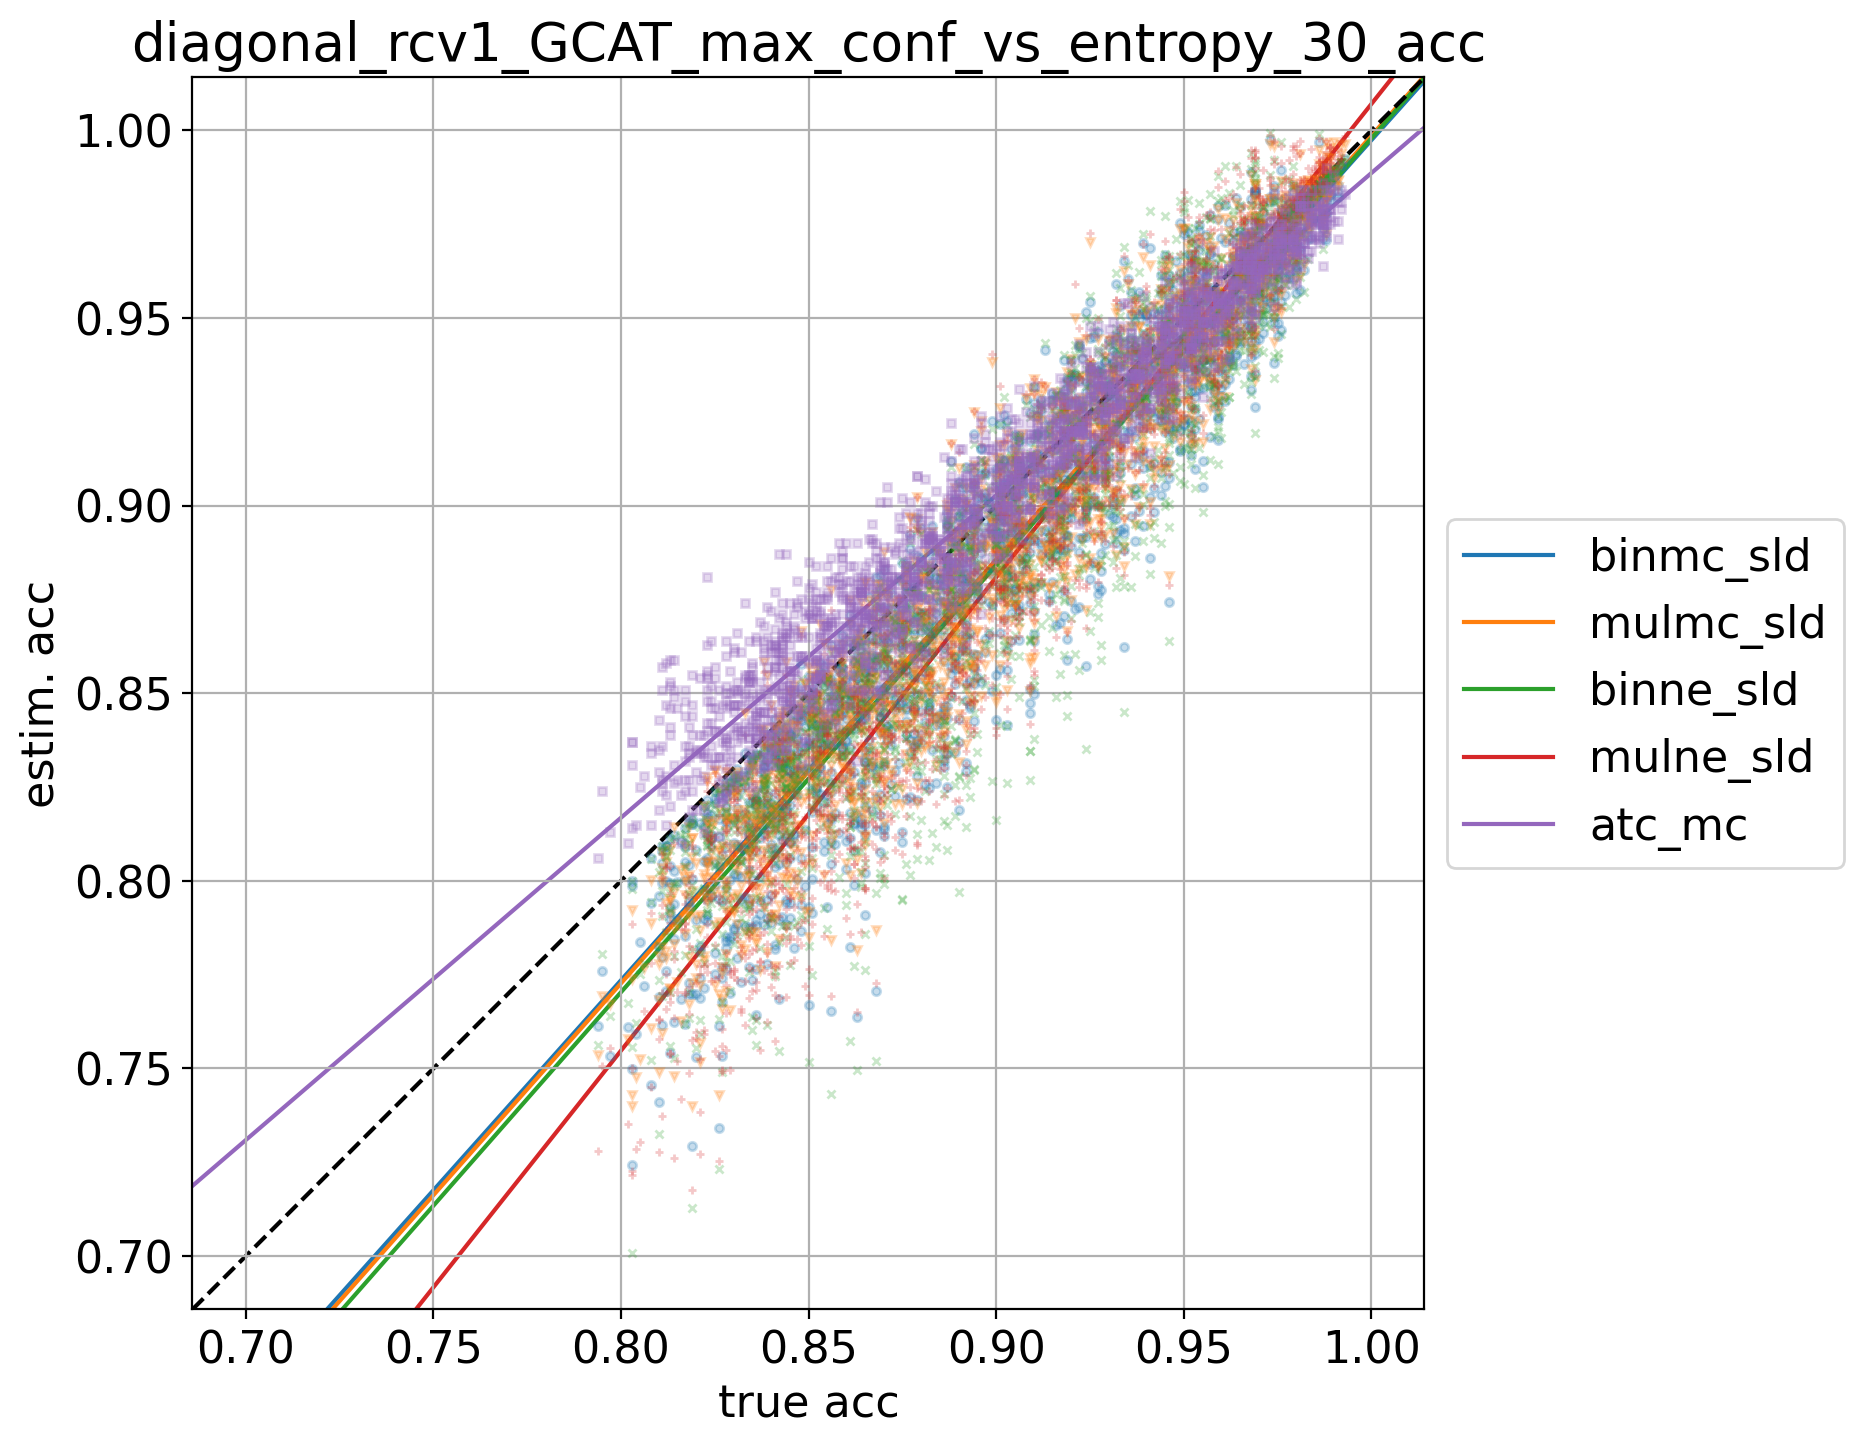 diagonal_rcv1_GCAT_max_conf_vs_entropy_30_acc
1.00
0.95
0.90
0.85
0.80
0.75
0.70
estim. acc
0.70 0.75 0.80 0.85 0.90 0.95 1.00
true acc
binmc_sld
mulmc_sld
binne_sld
mulne_sld
atc_mc